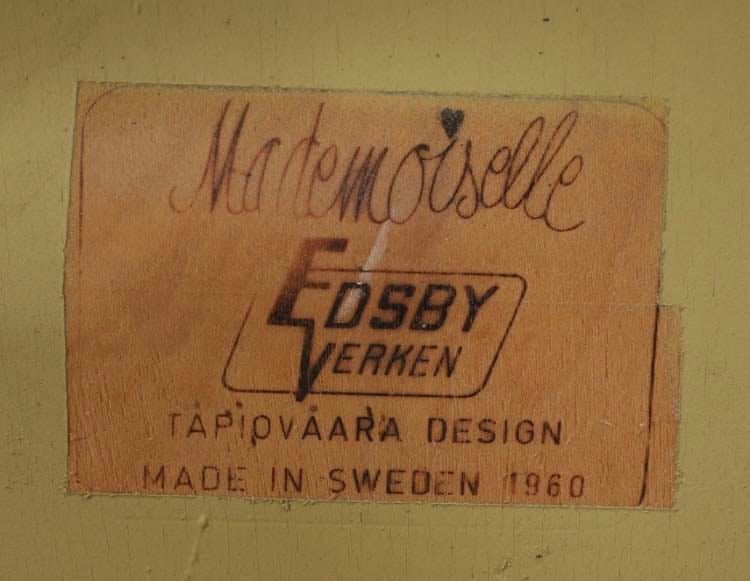 Mademoiselle
EDSBY
VERKEN
TAPIOVAARA DESIGN
MADE IN SWEDEN 1960